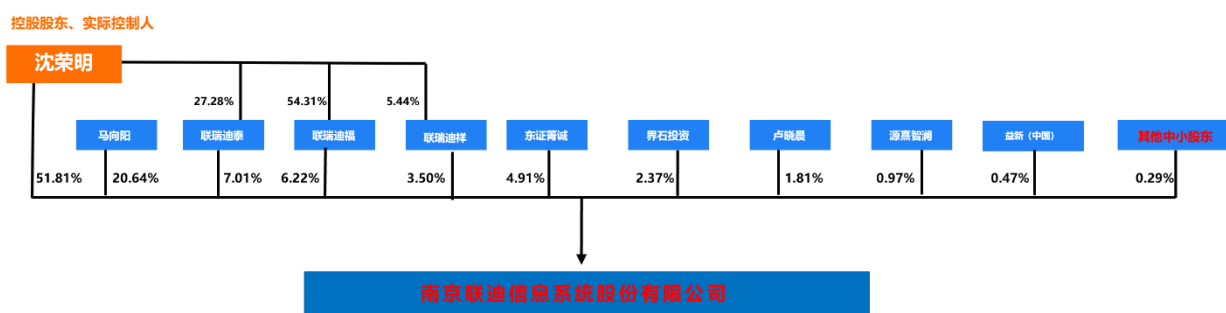 控股股东、实际控制人
沈荣明
27.28% 54.31% 5.44%
马向阳 联瑞迪泰 联瑞迪福 联瑞迪祥 东证菁诚 界石投资 卢晓晨 源熹智澜 益新（中国） 其他中小股东
51.81% 20.64% 7.01% 6.22% 3.50% 4.91% 2.37% 1.81% 0.97% 0.47% 0.29%
南京联迪信息系统股份有限公司